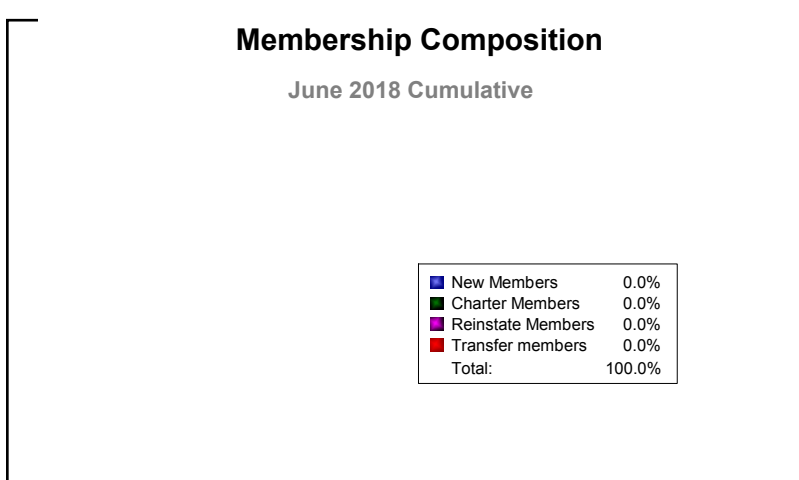 Membership Composition
June 2018 Cumulative
New Members 0.0%
Charter Members 0.0%
Reinstate Members 0.0%
Transfer members 0.0%
Total: 100.0%